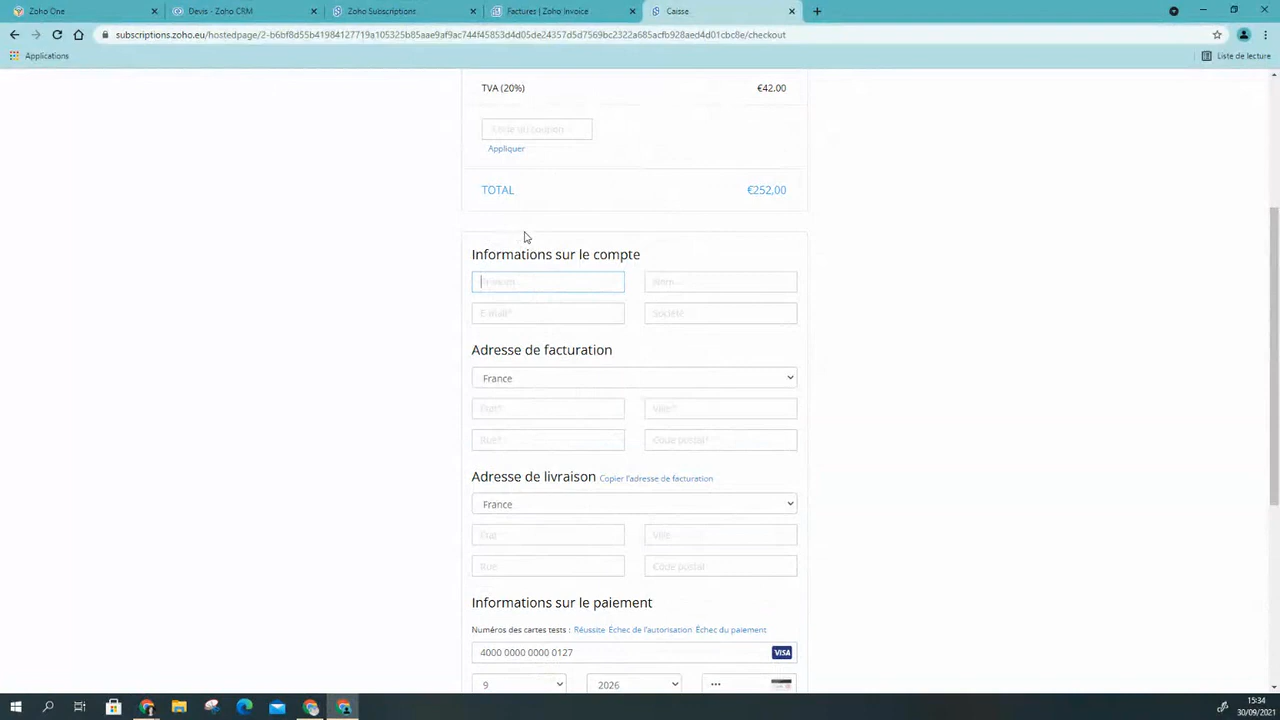 Zoho One
Devis - Zoho CRM
Zoho Subscriptions
Factures | Zoho Invoice
Caisse
subscriptions.zoho.eu/hostedpage/2-b6bf8d55b41984127719a105325b85aae9af9ac744f45853d4d05de24357d5d7569bc2322a685acfb928aed4d01cbc8e/checkout
Applications
Liste de lecture
TVA (20%) €42.00
Appliquer
TOTAL €252,00
Informations sur le compte
Prénom Nom
E-mail* Société
Adresse de facturation
France
État* Ville*
Rue* Code postal*
Adresse de livraison Copier l'adresse de facturation
France
État Ville
Rue Code postal
Informations sur le paiement
Numéros des cartes tests : Réussite Échec de l'autorisation Échec du paiement
4000 0000 0000 0127 VISA
9 2026 •••
15:34
30/09/2021